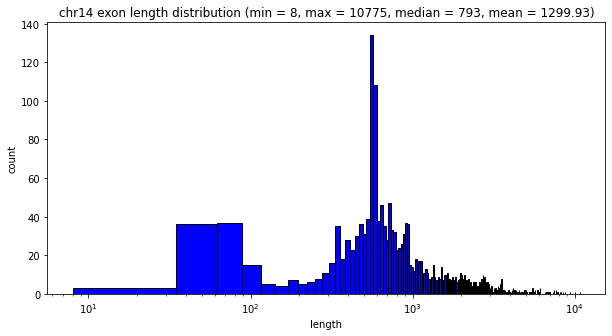 chr14 exon length distribution (min = 8, max = 10775, median = 793, mean = 1299.93)
140
120
100
80
60
40
20
0
count
10¹ 10² 10³ 10⁴
length